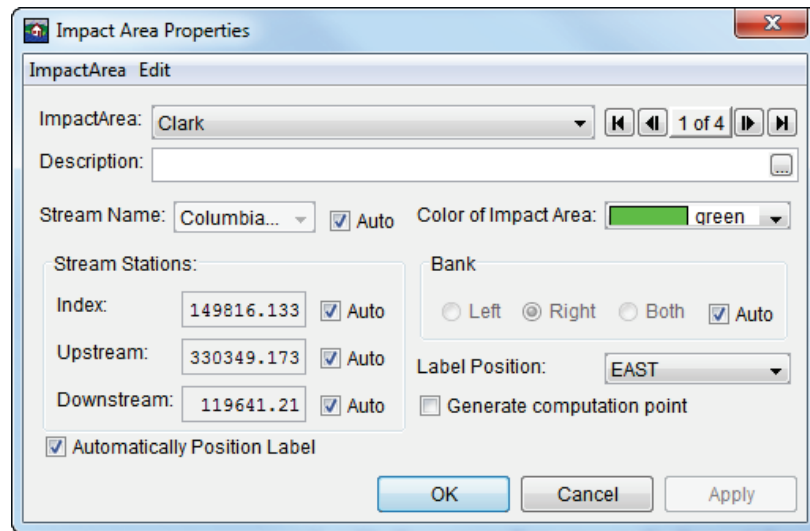 Impact Area Properties
ImpactArea Edit
ImpactArea: Clark 1 of 4
Description: ...
Stream Name: Columbia... Auto Color of Impact Area: green
Stream Stations:
Index: 149816.133 Auto
Upstream: 330349.173 Auto
Downstream: 119641.21 Auto
Bank
Left Right Both Auto
Label Position: EAST
Generate computation point
Automatically Position Label
OK Cancel Apply